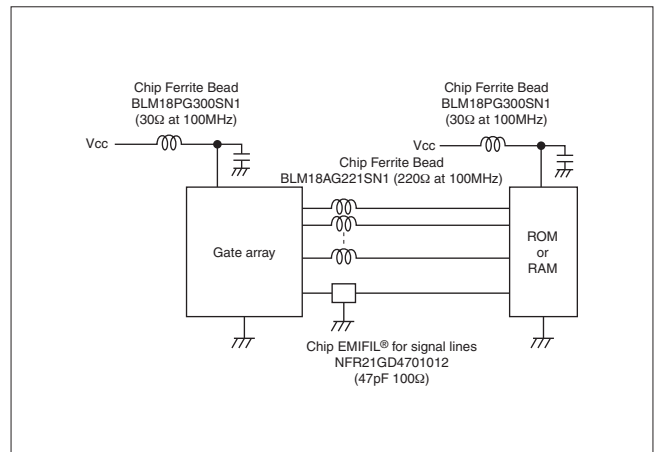 Chip Ferrite Bead
BLM18PG300SN1
(30Ω at 100MHz)
Vcc
Chip Ferrite Bead
BLM18PG300SN1
(30Ω at 100MHz)
Vcc
Chip Ferrite Bead
BLM18AG221SN1 (220Ω at 100MHz)
Gate array
ROM
or
RAM
Chip EMIFIL® for signal lines
NFR21GD4701012
(47pF 100Ω)